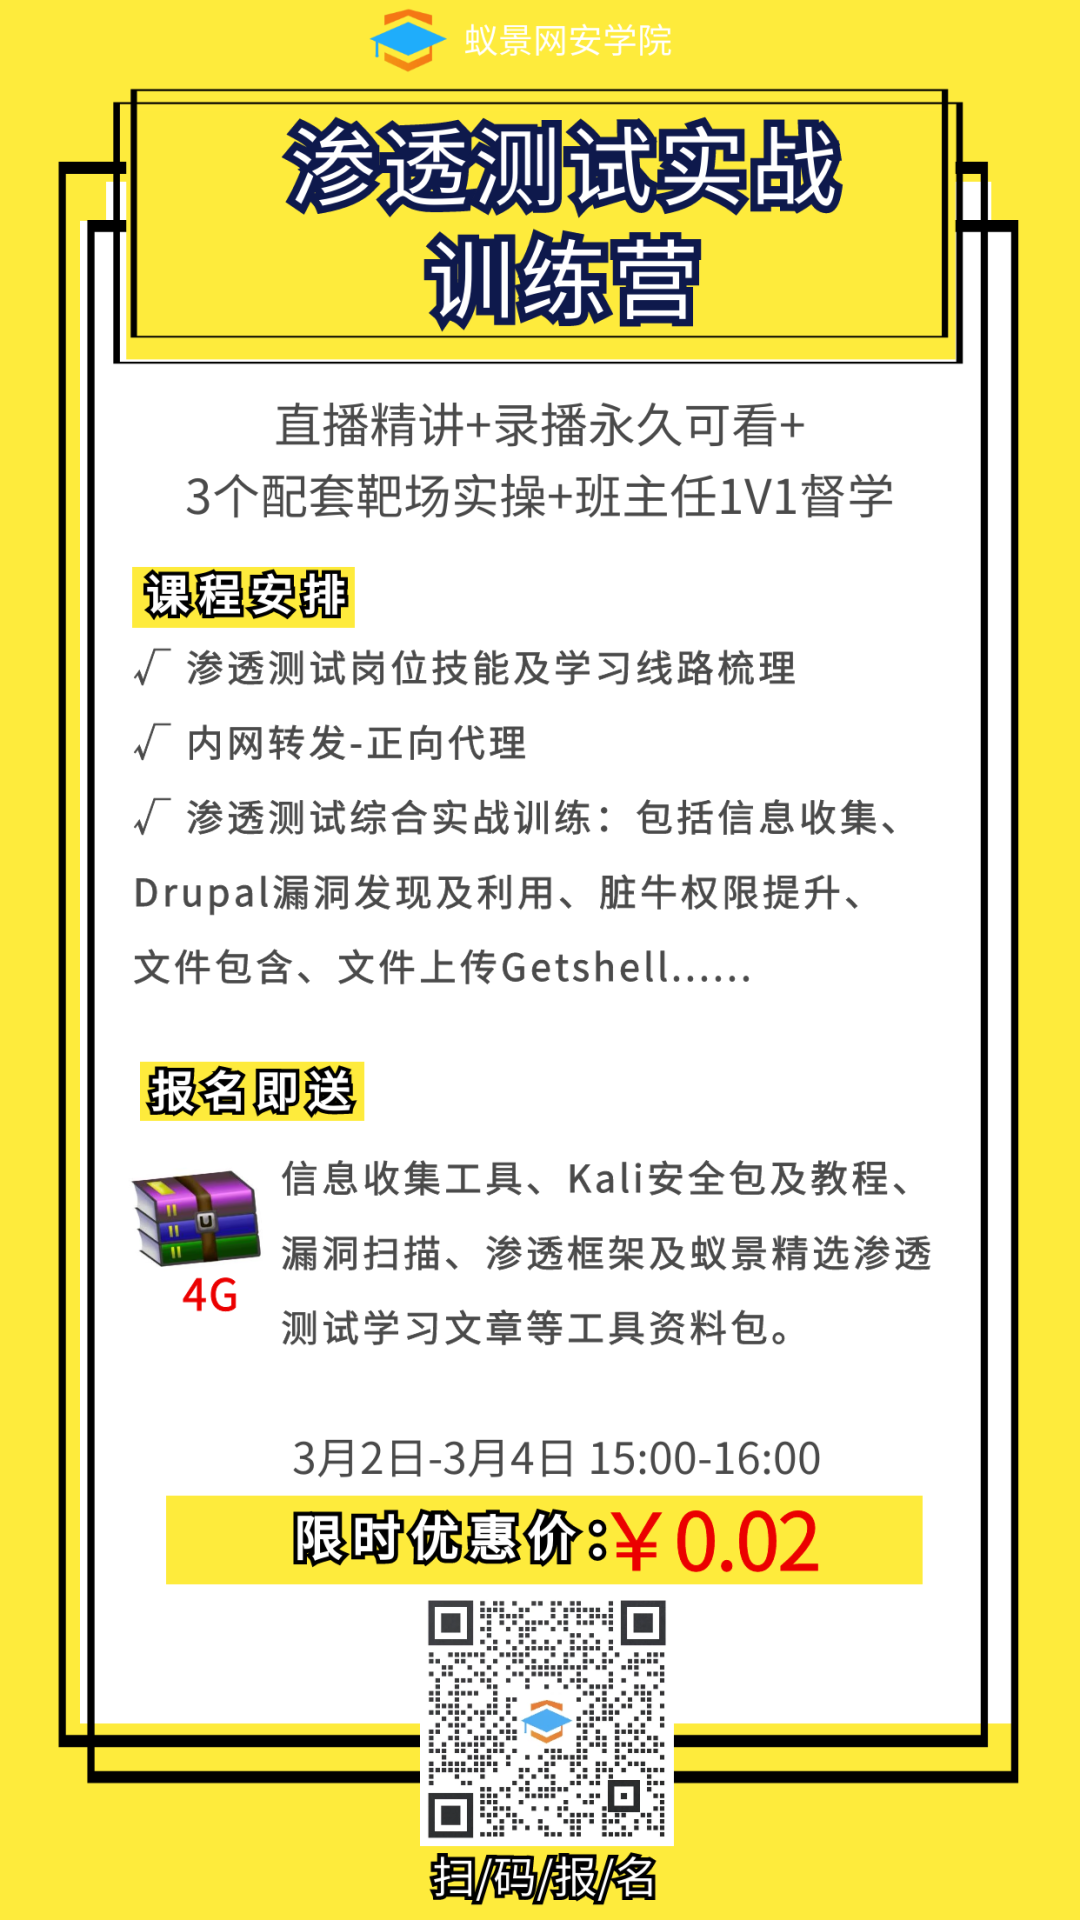 蚁景网安学院
渗透测试实战
训练营
直播精讲+录播永久可看+
3个配套靶场实操+班主任1V1督学
课程安排
√ 渗透测试岗位技能及学习线路梳理
√ 内网转发-正向代理
√ 渗透测试综合实战训练：包括信息收集、
Drupal漏洞发现及利用、脏牛权限提升、
文件包含、文件上传Getshell......
报名即送
信息收集工具、Kali安全包及教程、
漏洞扫描、渗透框架及蚁景精选渗透
4G
测试学习文章等工具资料包。
3月2日-3月4日 15:00-16:00
限时优惠价:￥0.02
扫/码/报/名